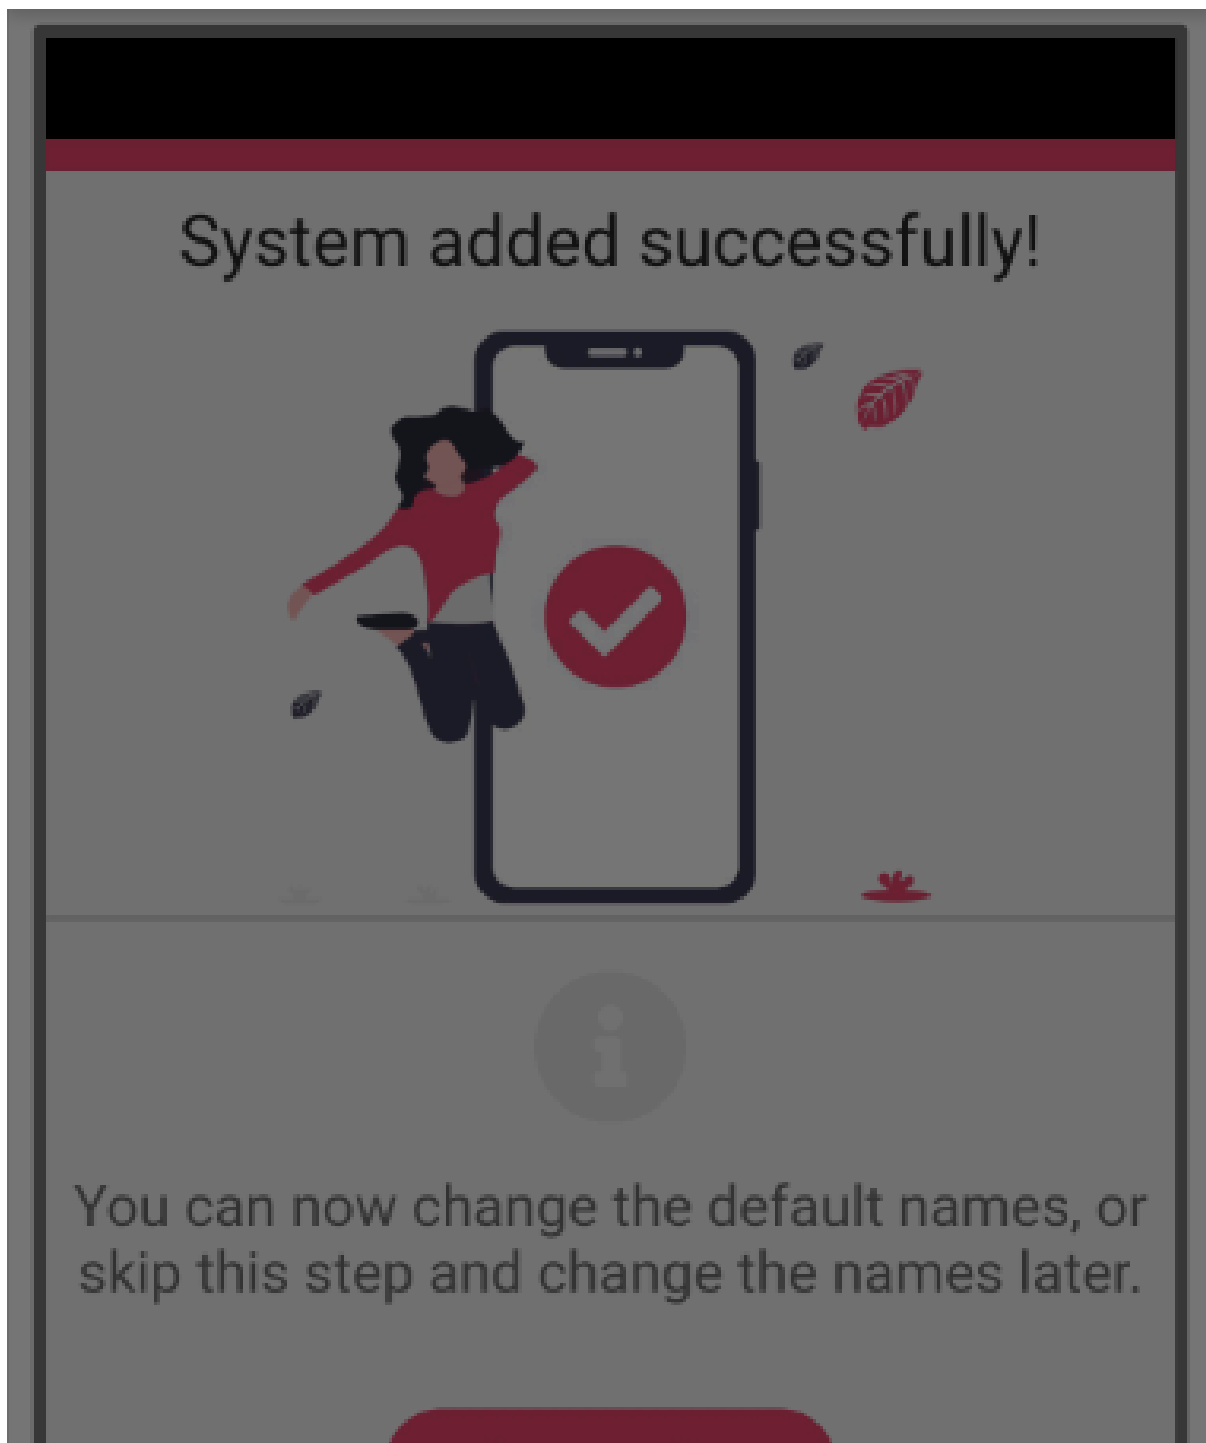 System added successfully!
You can now change the default names, or
skip this step and change the names later.